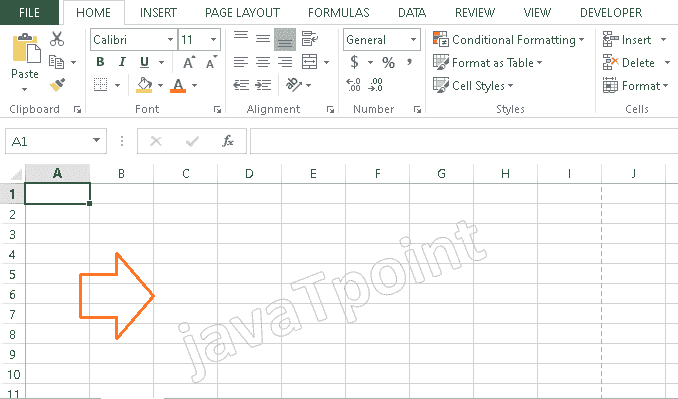 FILE HOME INSERT PAGE LAYOUT FORMULAS DATA REVIEW VIEW DEVELOPER
Calibri 11 General Conditional Formatting Insert
Paste B I U A A $ % , Format as Table Delete
A .00 Cell Styles Format
Clipboard Font Alignment Number Styles Cells
A1 fx
A B C D E F G H I J
1
2
3
4
5
6
7
8
9
10
11
javaTpoint